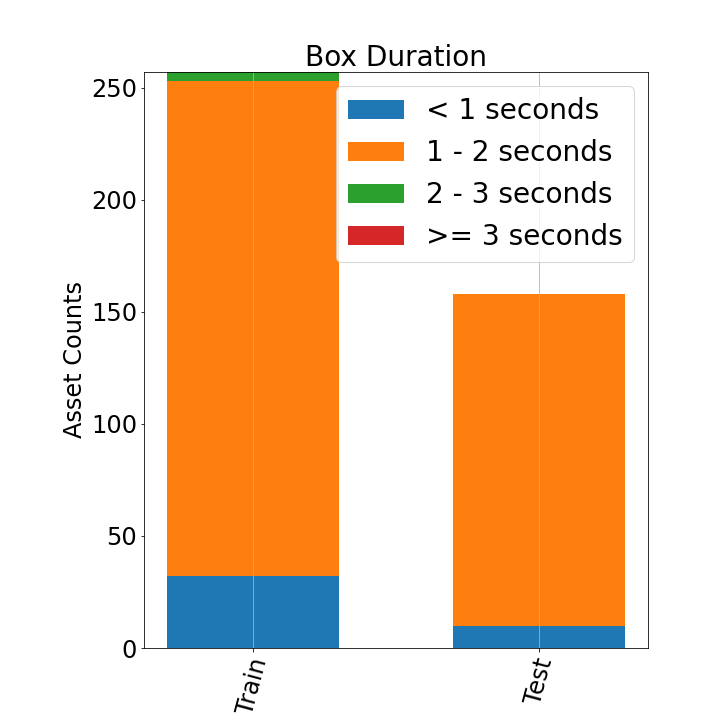 Box Duration
250
200
150
100
50
0
Asset Counts
< 1 seconds
1 - 2 seconds
2 - 3 seconds
>= 3 seconds
Train
Test